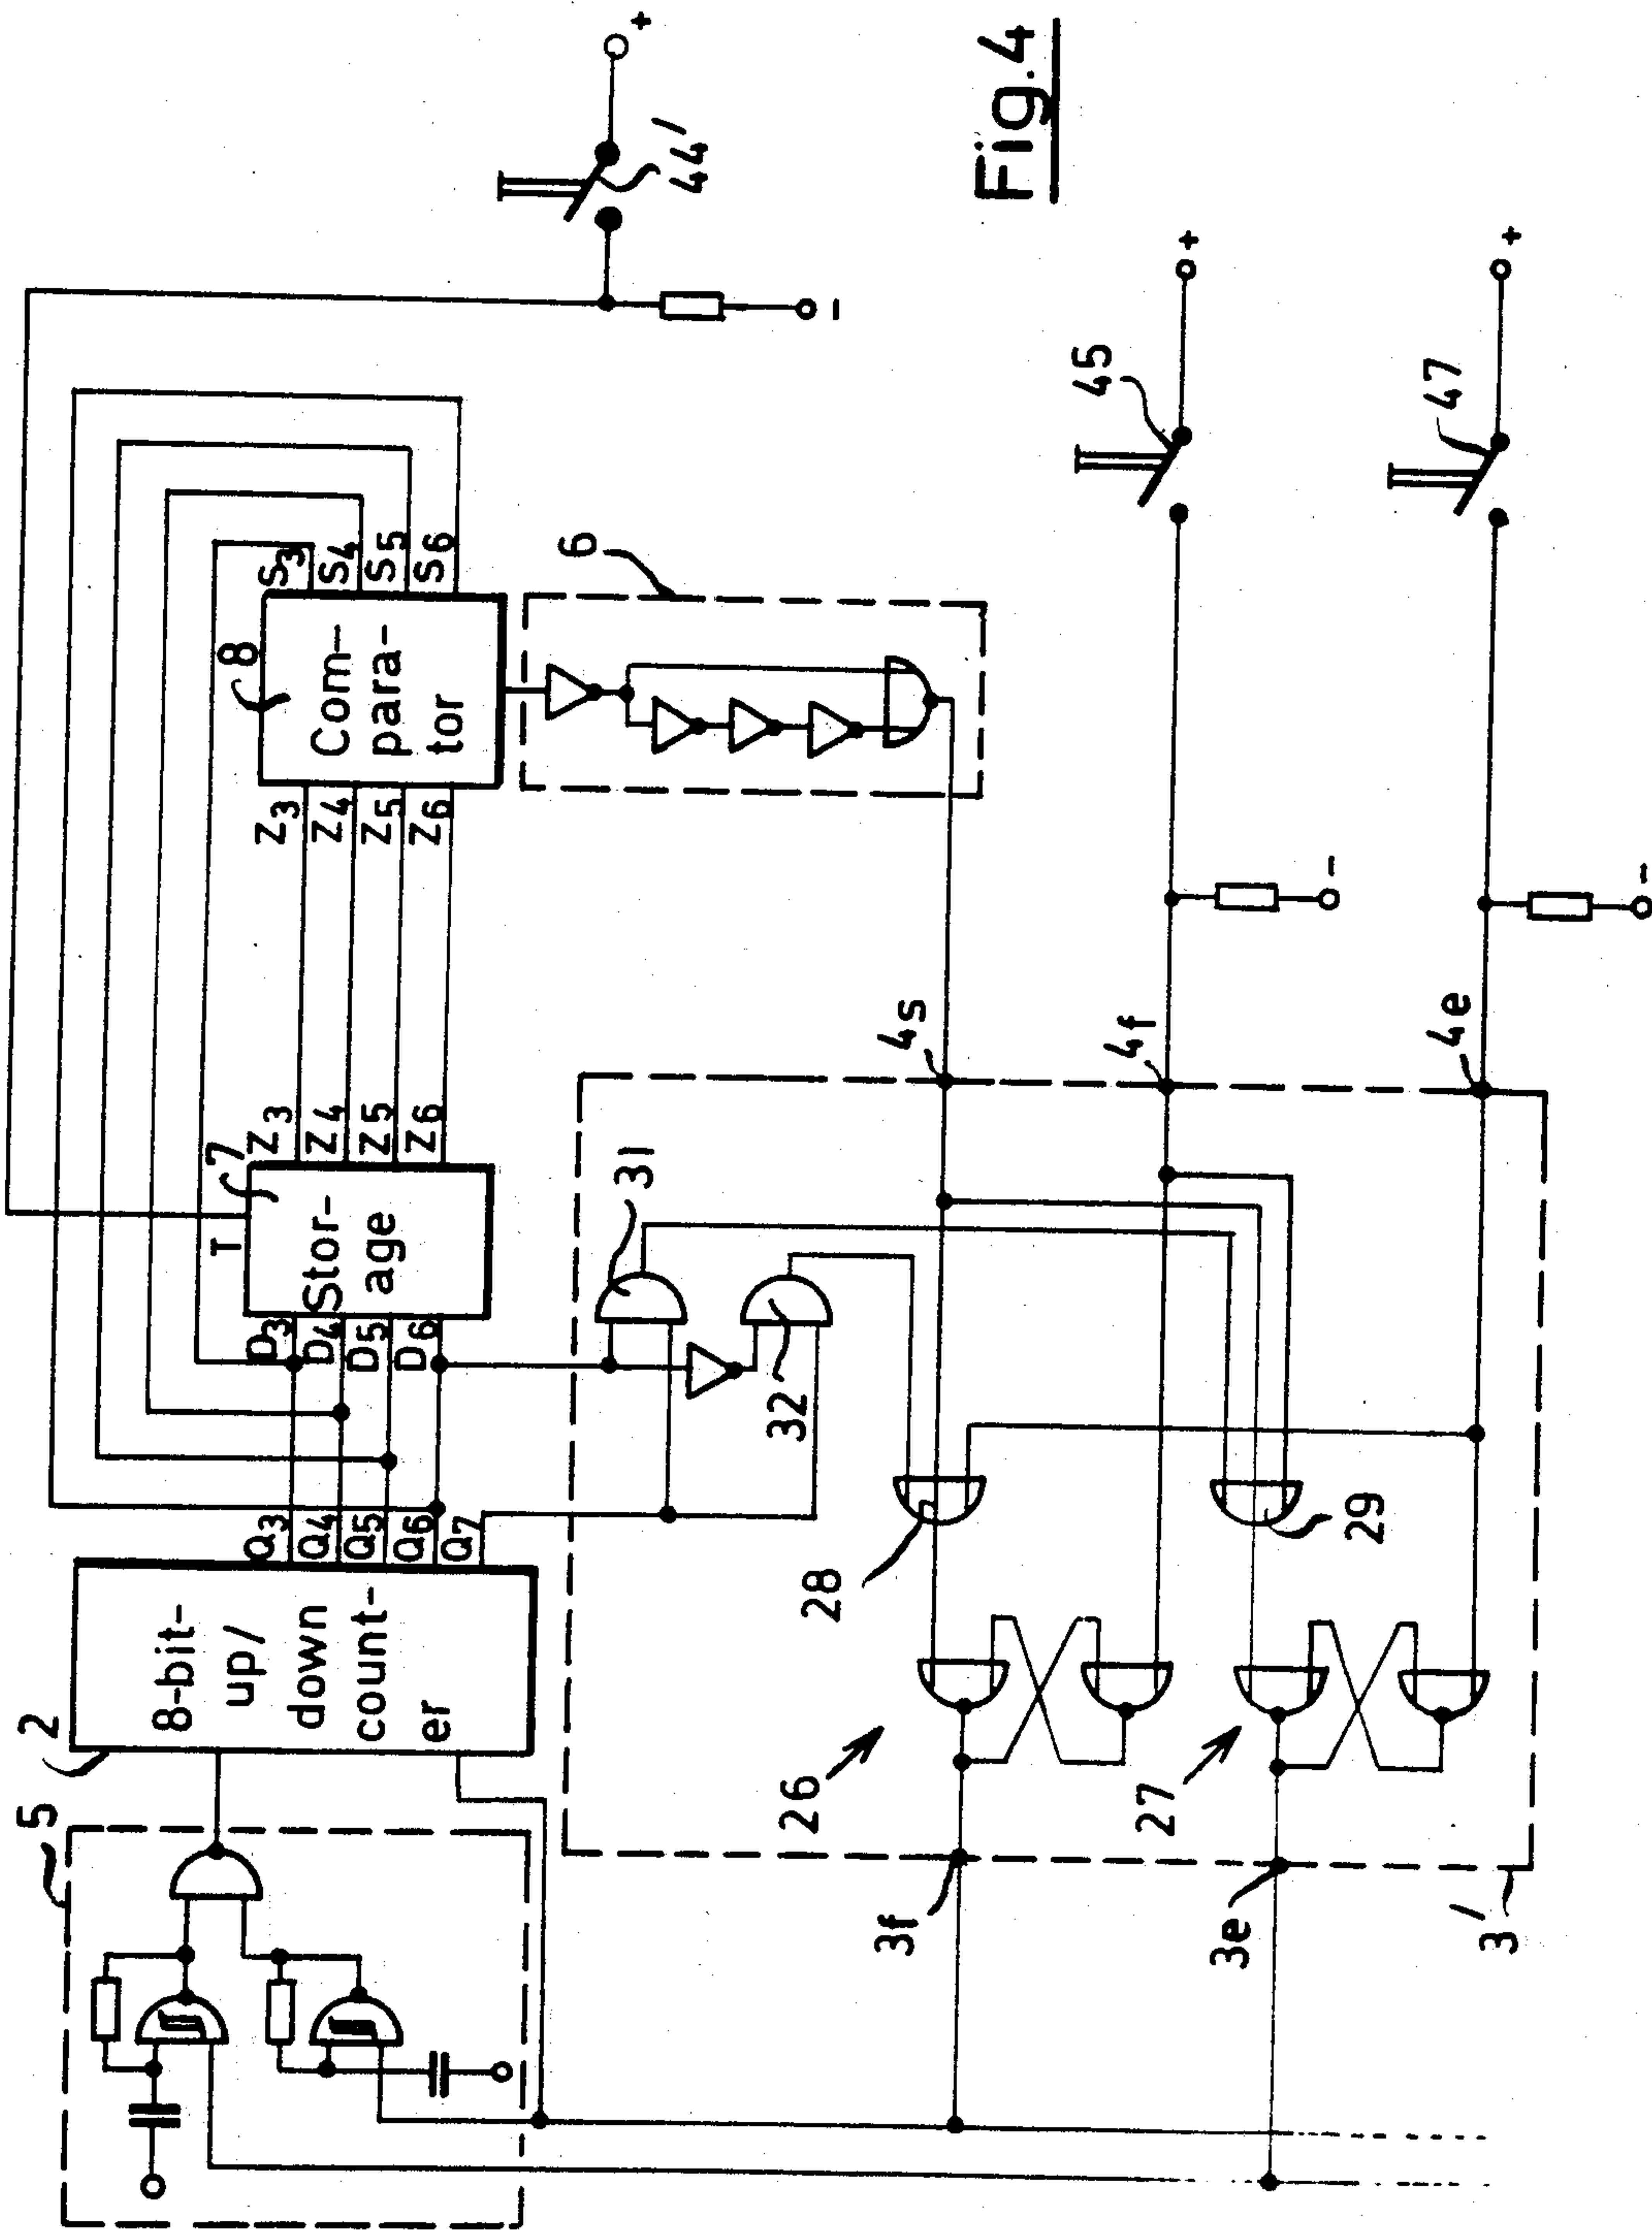 Fig.4
2
8-bit-
up/
down
count-
er
Q3
Q4
Q5
Q6
Q7
5
7
T
Stor-
age
D3
D4
D5
D6
Z3
Z4
Z5
Z6
8
Com-
para-
tor
Z3
Z4
Z5
Z6
S3
S4
S5
S6
6
44'
+
-
31
32
28
29
26
27
3f
3e
3'
4s
4f
4e
45
+
-
47
+
-